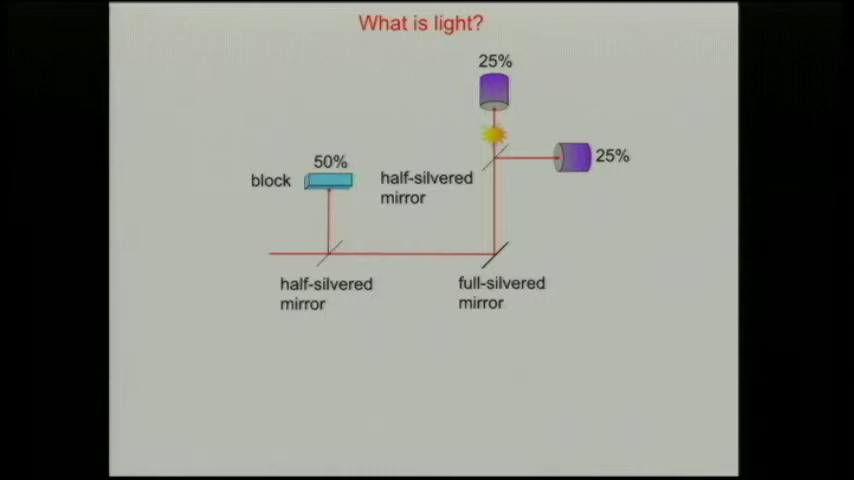 What is light?
25%
50%
block
half-silvered
mirror
25%
half-silvered
mirror
full-silvered
mirror